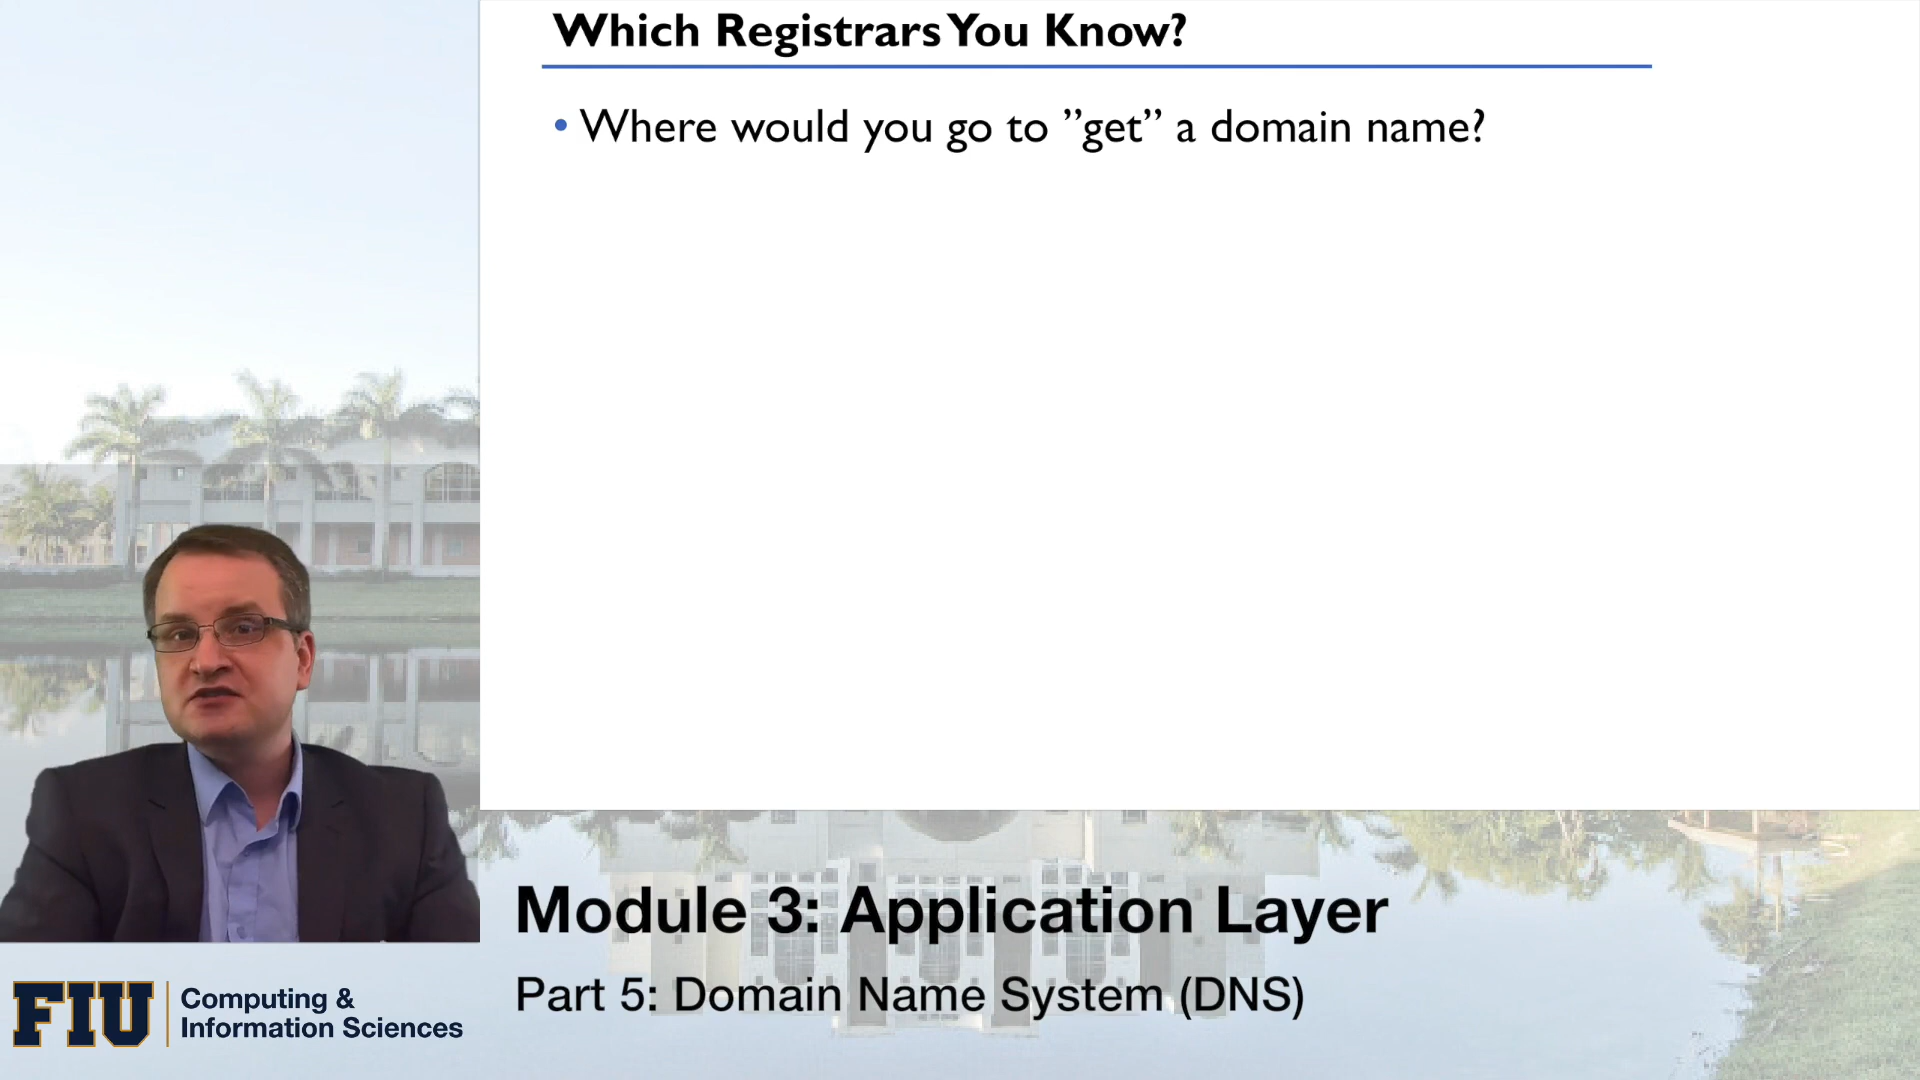 Which Registrars You Know?
• Where would you go to ”get” a domain name?
Module 3: Application Layer
Part 5: Domain Name System (DNS)
FIU
Computing &
Information Sciences